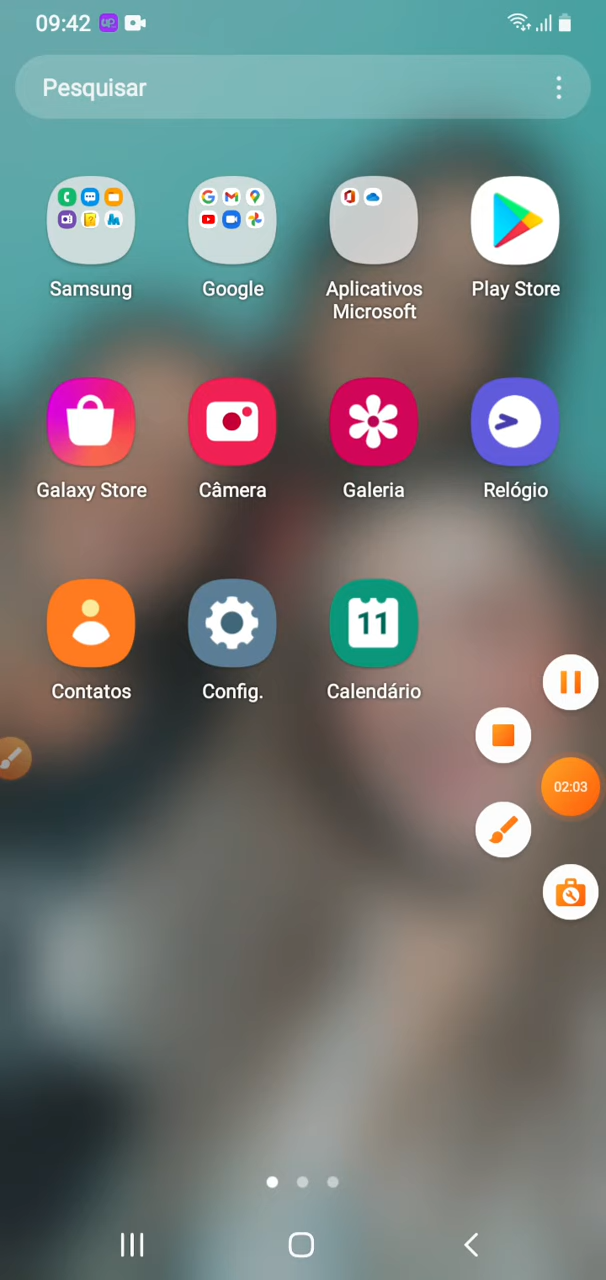 09:42
Pesquisar
Samsung
Google
Aplicativos
Microsoft
Play Store
Galaxy Store
Câmera
Galeria
Relógio
11
Contatos
Config.
Calendário
02:03